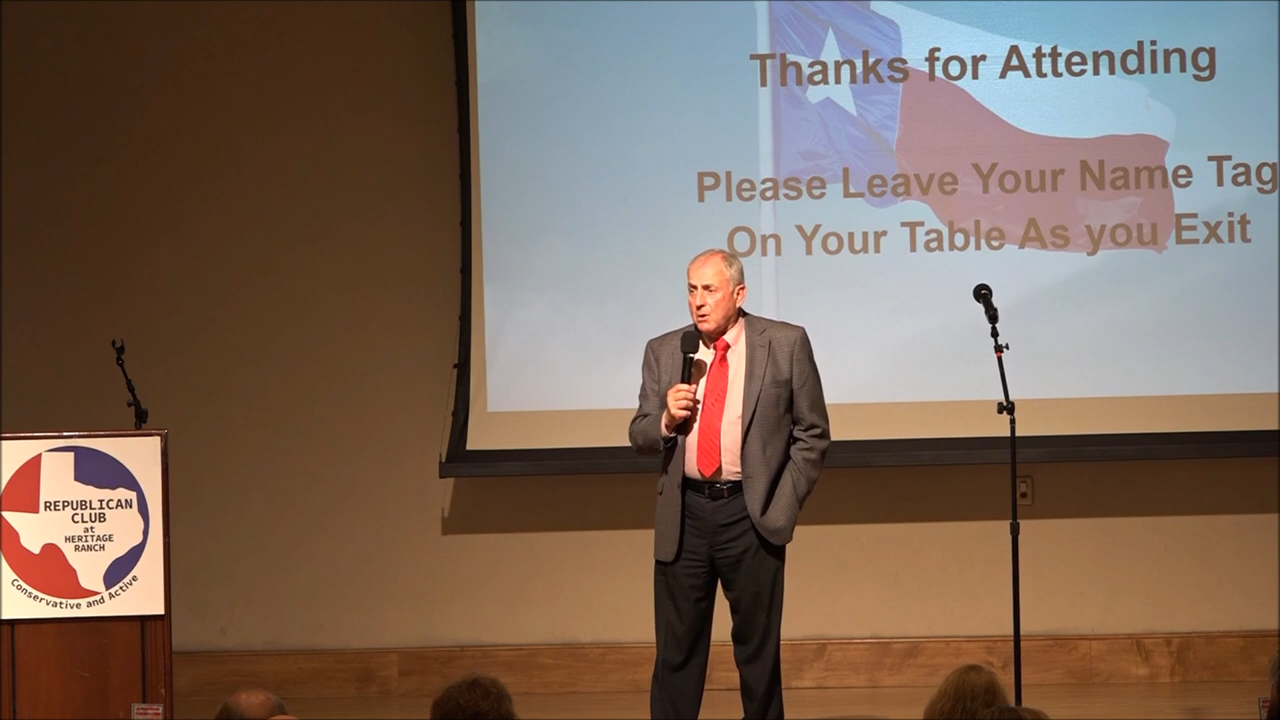 Thanks for Attending
Please Leave Your Name Tag
On Your Table As you Exit
REPUBLICAN
CLUB
at
HERITAGE
RANCH
Conservative and Active